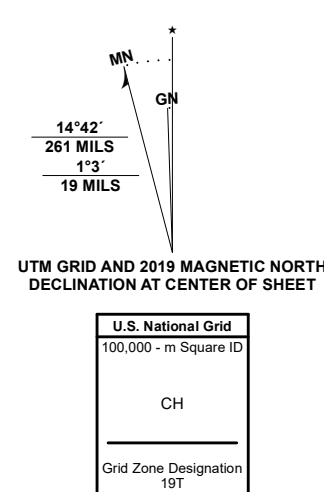 ★
MN
GN
14°42´
261 MILS
1°3´
19 MILS
UTM GRID AND 2019 MAGNETIC NORTH
DECLINATION AT CENTER OF SHEET
U.S. National Grid
100,000 - m Square ID
CH
Grid Zone Designation
19T